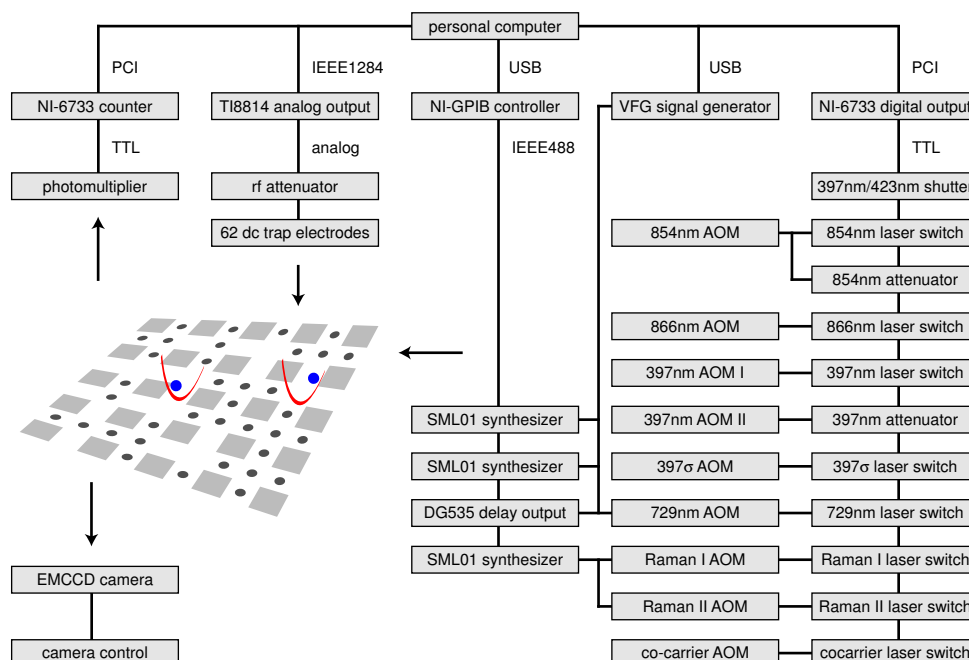 personal computer
PCI
IEEE1284
USB
USB
PCI
NI-6733 counter
TI8814 analog output
NI-GPIB controller
VFG signal generator
NI-6733 digital output
TTL
analog
IEEE488
TTL
photomultiplier
rf attenuator
397nm/423nm shutter
62 dc trap electrodes
854nm AOM
854nm laser switch
854nm attenuator
866nm AOM
866nm laser switch
397nm AOM I
397nm laser switch
SML01 synthesizer
397nm AOM II
397nm attenuator
SML01 synthesizer
397σ AOM
397σ laser switch
DG535 delay output
729nm AOM
729nm laser switch
SML01 synthesizer
Raman I AOM
Raman I laser switch
EMCCD camera
Raman II AOM
Raman II laser switch
camera control
co-carrier AOM
cocarrier laser switch